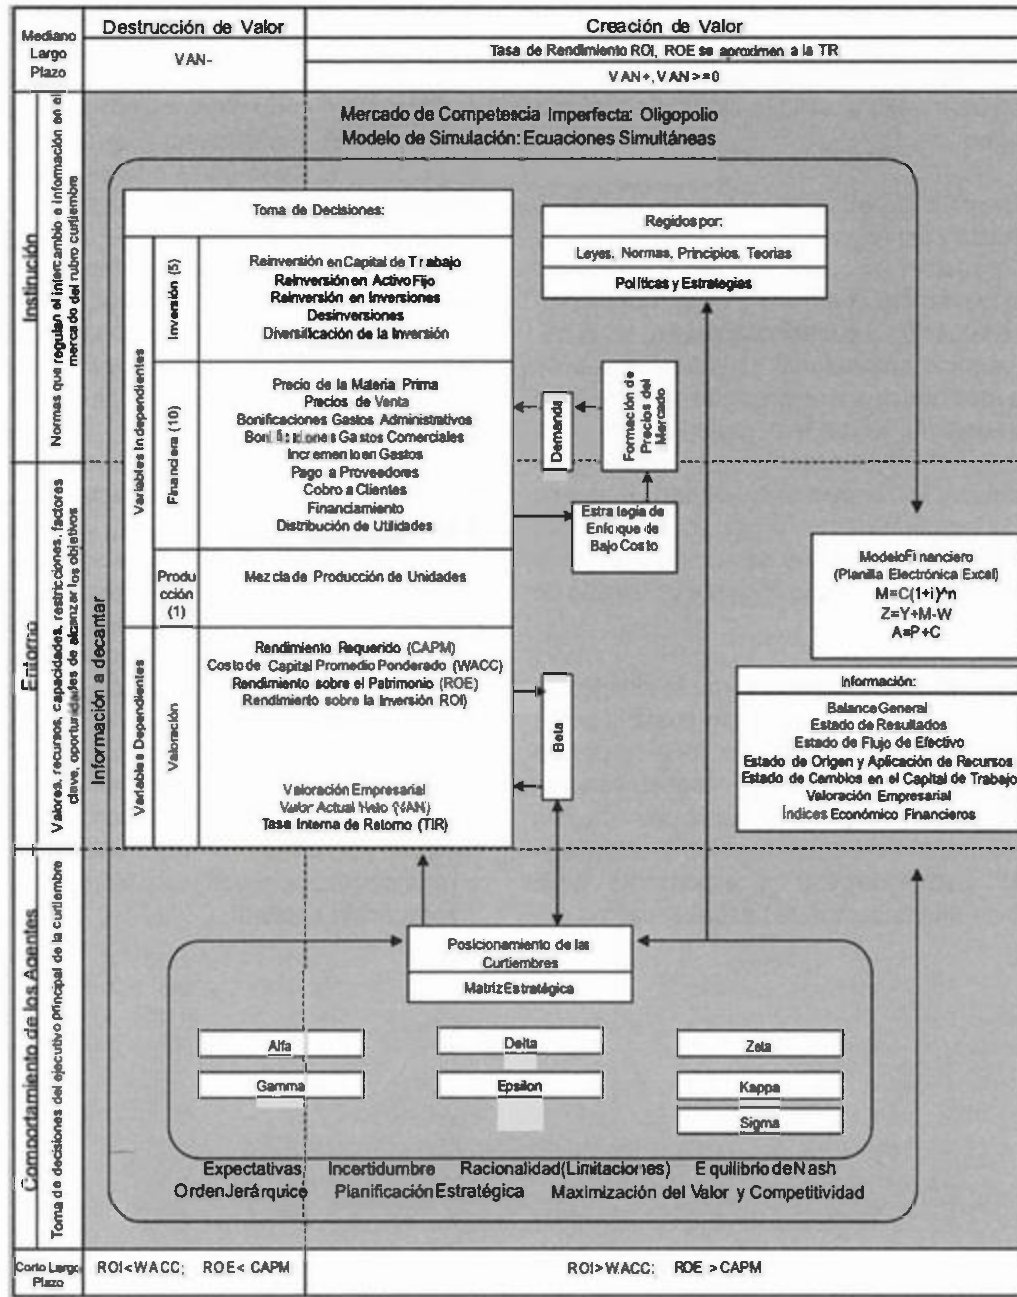 Mediano
Largo
Plazo
Destrucción de Valor
Creación de Valor
VAN-
Tasa de Rendimiento ROI, ROE se aproximen a la TR
VAN+, VAN>=0
Institución
Normas que regulan el intercambio e información en el
mercado del rubro curtiembre
Entorno
Valores, recursos, capacidades, restricciones, factores
clave, oportunidades de alcanzar los objetivos
Comportamiento de los Agentes
Toma de decisiones del ejecutivo principal de la curtiembre
Información a decantar
Mercado de Competencia Imperfecta: Oligopolio
Modelo de Simulación: Ecuaciones Simultáneas
Toma de Decisiones:
Variables Independientes
Inversión (5)
Reinversión en Capital de Trabajo
Reinversión en Activo Fijo
Reinversión en Inversiones
Desinversiones
Diversificación de la Inversión
Financiera (10)
Precio de la Materia Prima
Precios de Venta
Bonificaciones Gastos Administrativos
Bonificaciones Gastos Comerciales
Incremento en Gastos
Pago a Proveedores
Cobro a Clientes
Financiamiento
Distribución de Utilidades
Produ
cción
(1)
Mezcla de Producción de Unidades
Variables Dependientes
Valoración
Rendimiento Requerido (CAPM)
Costo de Capital Promedio Ponderado (WACC)
Rendimiento sobre el Patrimonio (ROE)
Rendimiento sobre la Inversión ROI)
Valoración Empresarial
Valor Actual Neto (VAN)
Tasa Interna de Retorno (TIR)
Regidos por:
Leyes, Normas, Principios, Teorías
Políticas y Estrategias
Demanda
Formación de
Precios del
Mercado
Estrategia de
Enfoque de
Bajo Costo
Beta
Modelo Financiero
(Planilla Electrónica Excel)
M=C(1+i)^n
Z=Y+M-W
A=P+C
Información:
Balance General
Estado de Resultados
Estado de Flujo de Efectivo
Estado de Origen y Aplicación de Recursos
Estado de Cambios en el Capital de Trabajo
Valoración Empresarial
Índices Económico Financieros
Posicionamiento de las
Curtiembres
Matriz Estratégica
Alfa
Delta
Zeta
Gamma
Epsilon
Kappa
Sigma
Expectativas Incertidumbre Racionalidad(Limitaciones) Equilibrio de Nash
Orden Jerárquico Planificación Estratégica Maximización del Valor y Competitividad
Corto Largo
Plazo
ROI<WACC; ROE< CAPM
ROI>WACC; ROE >CAPM